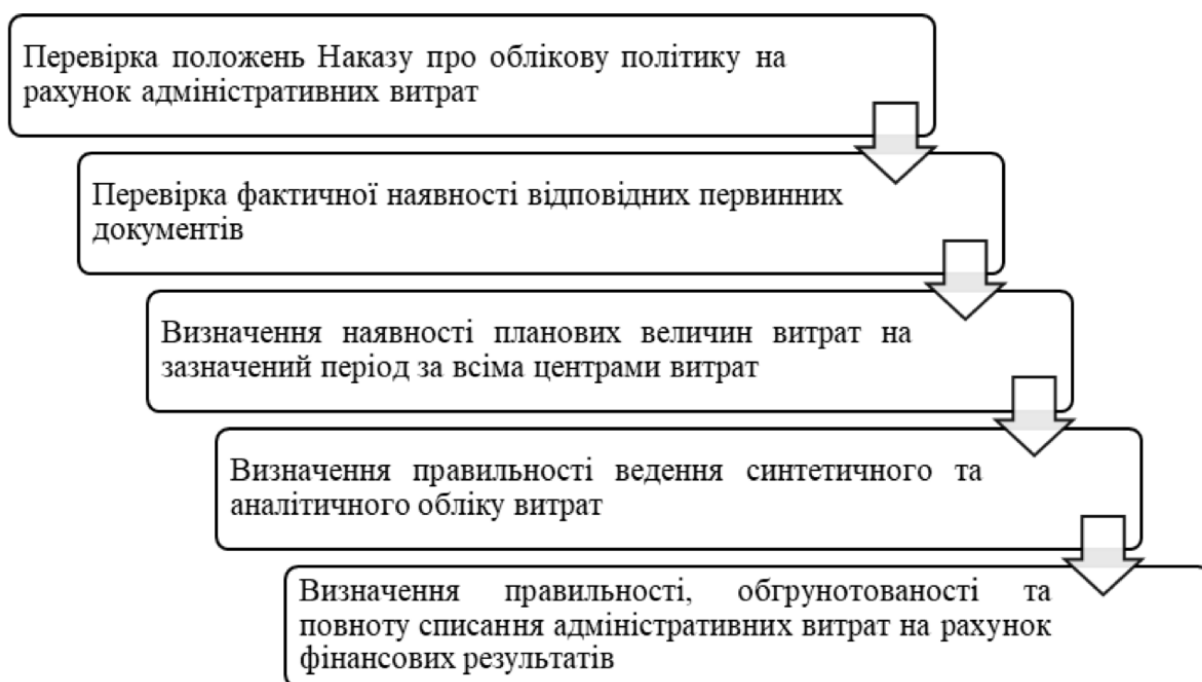 Перевірка положень Наказу про облікову політику на
рахунок адміністративних витрат
Перевірка фактичної наявності відповідних первинних
документів
Визначення наявності планових величин витрат на
зазначений період за всіма центрами витрат
Визначення правильності ведення синтетичного та
аналітичного обліку витрат
Визначення правильності, обгрунотованості та
повноту списання адміністративних витрат на рахунок
фінансових результатів